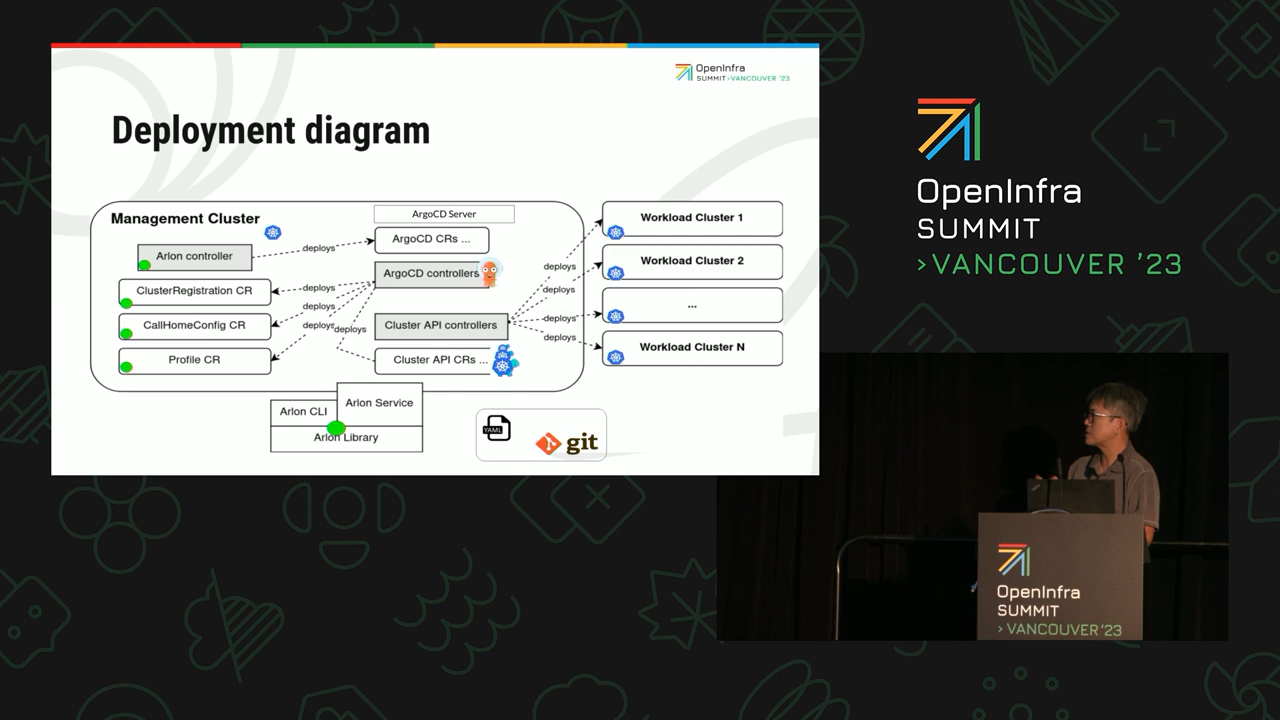 OpenInfra
SUMMIT >VANCOUVER '23
Deployment diagram
Management Cluster
ArgoCD Server
Arlon controller
deploys
ArgoCD CRs ...
ArgoCD controllers
ClusterRegistration CR
deploys
deploys
CallHomeConfig CR
deploys
deploys
Cluster API controllers
Profile CR
Cluster API CRs ...
deploys
deploys
deploys
deploys
Workload Cluster 1
Workload Cluster 2
...
Workload Cluster N
Arlon CLI
Arlon Service
Arlon Library
YAML
git
OpenInfra
SUMMIT
>VANCOUVER '23
OpenInfra
SUMMIT
> VANCOUVER '23